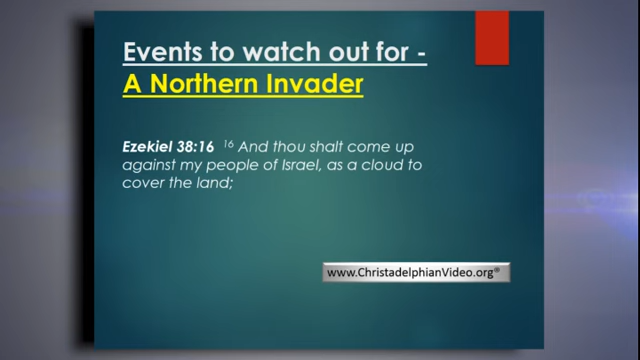 Events to watch out for -
A Northern Invader
Ezekiel 38:16 16 And thou shalt come up
against my people of Israel, as a cloud to
cover the land;
www.ChristadelphianVideo.org®